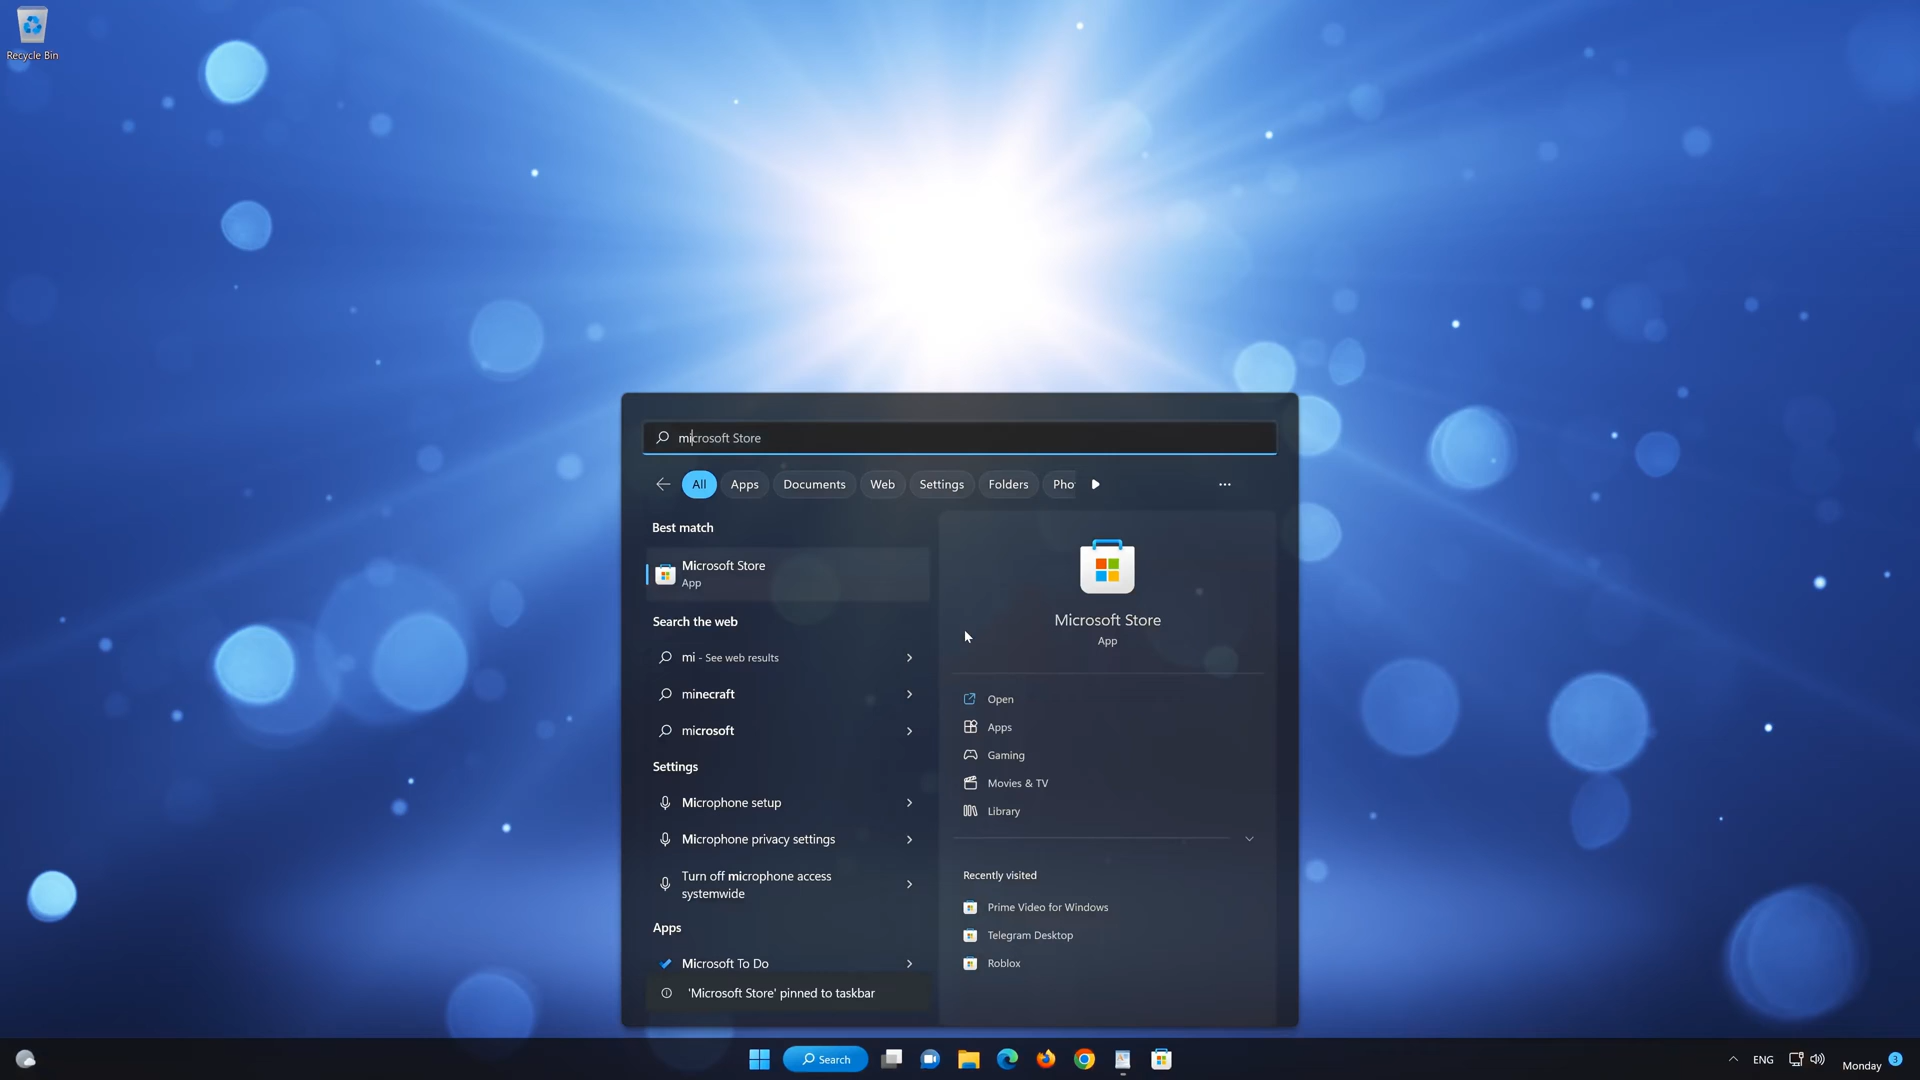 Recycle Bin
microsoft Store
All Apps Documents Web Settings Folders Pho
Best match
Microsoft Store
App
Search the web
mi - See web results
minecraft
microsoft
Settings
Microphone setup
Microphone privacy settings
Turn off microphone access
systemwide
Apps
Microsoft To Do
'Microsoft Store' pinned to taskbar
Microsoft Store
App
Open
Apps
Gaming
Movies & TV
Library
Recently visited
Prime Video for Windows
Telegram Desktop
Roblox
Search
ENG
Monday 3